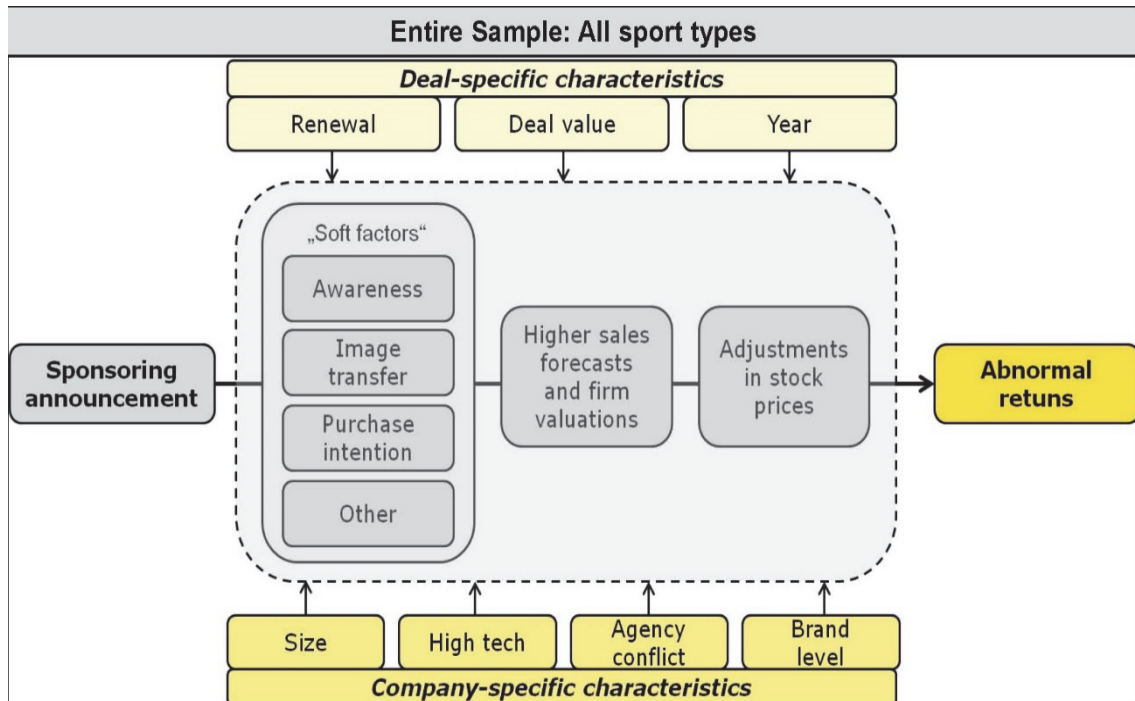 Entire Sample: All sport types
Deal-specific characteristics
Renewal
Deal value
Year
„Soft factors“
Awareness
Image
transfer
Purchase
intention
Other
Sponsoring
announcement
Higher sales
forecasts
and firm
valuations
Adjustments
in stock
prices
Abnormal
retuns
Size
High tech
Agency
conflict
Brand
level
Company-specific characteristics